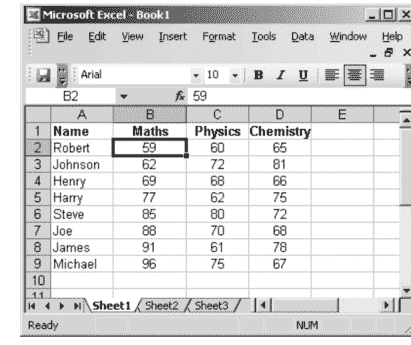 Microsoft Excel - Book1
File Edit View Insert Format Tools Data Window Help
Arial 10 B I U
B2 fx 59
A B C D E
1 Name Maths Physics Chemistry
2 Robert 59 60 65
3 Johnson 62 72 81
4 Henry 69 68 66
5 Harry 77 62 75
6 Steve 85 80 72
7 Joe 88 70 68
8 James 91 61 78
9 Michael 96 75 67
10
11
Sheet1 Sheet2 Sheet3
Ready NUM